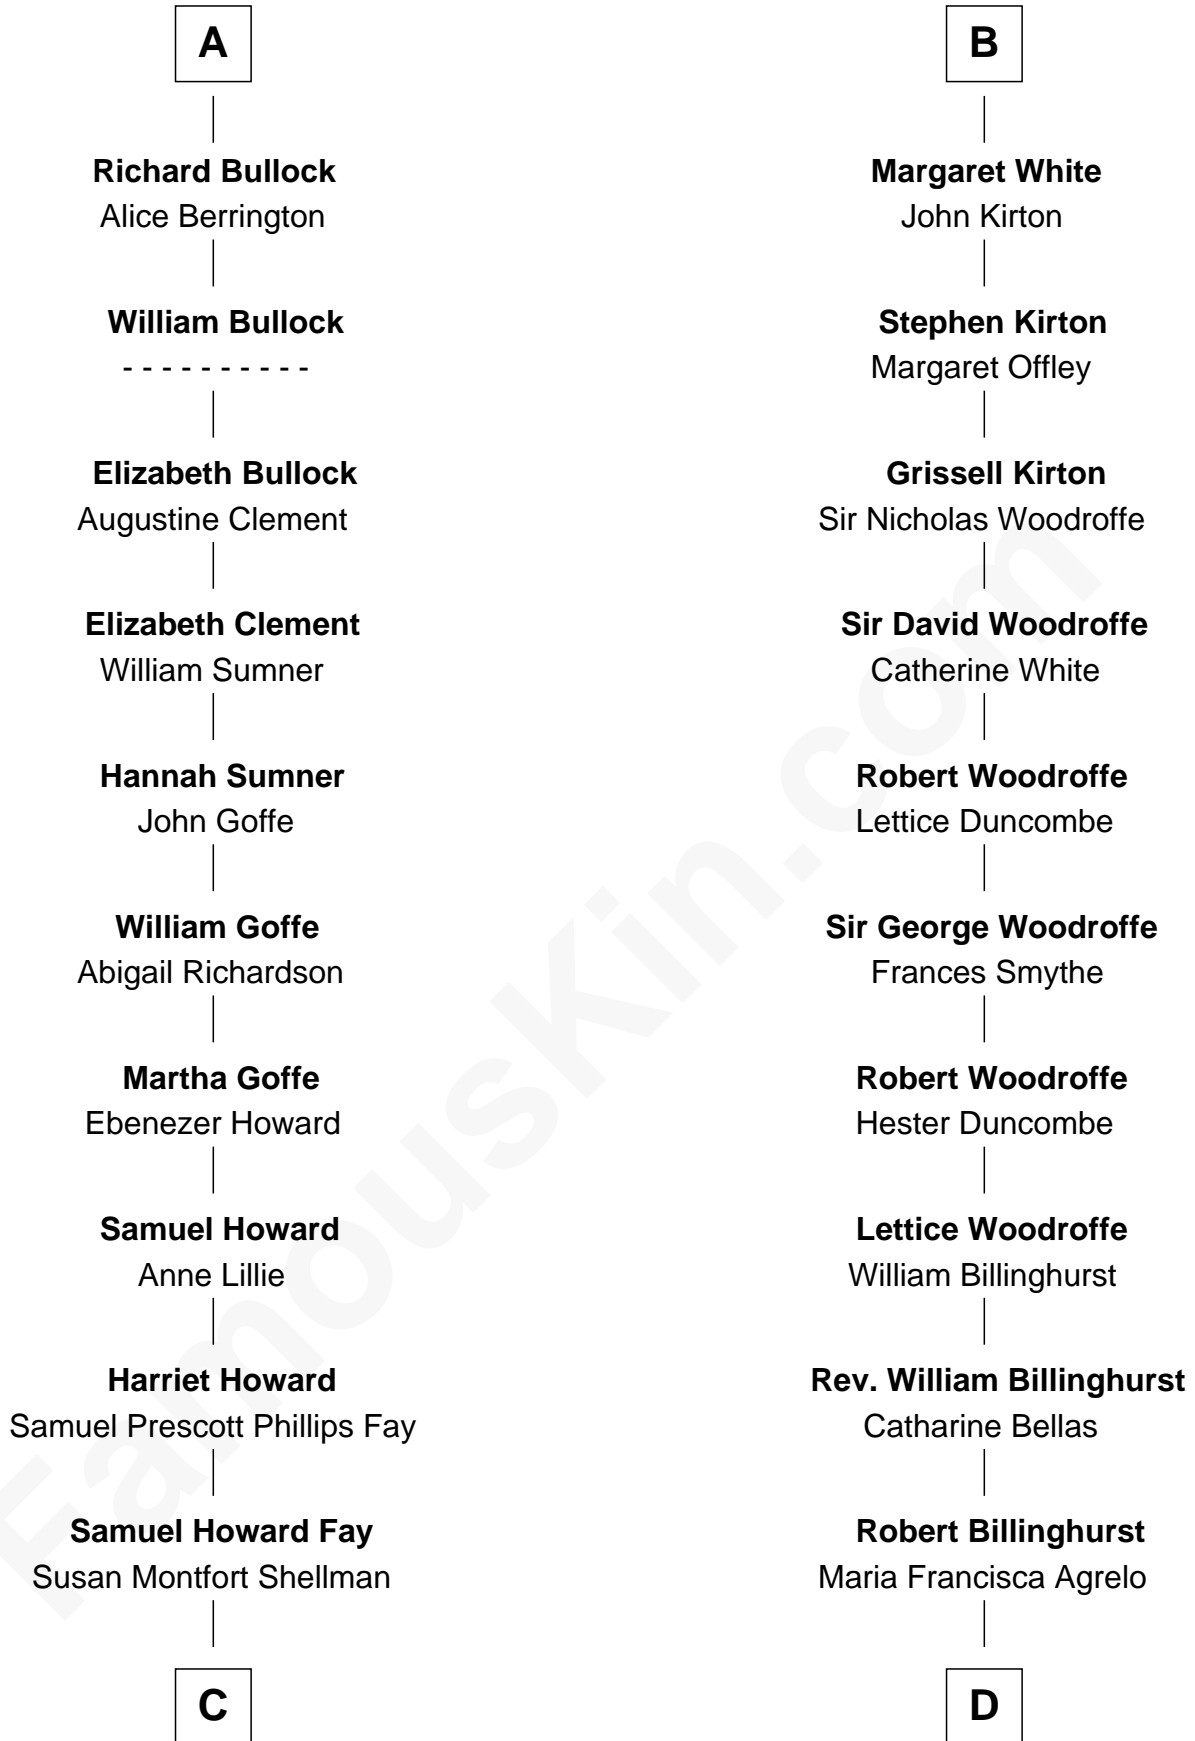 A
Richard Bullock
Alice Berrington
William Bullock
- - - - - - - - - -
Elizabeth Bullock
Augustine Clement
Elizabeth Clement
William Sumner
Hannah Sumner
John Goffe
William Goffe
Abigail Richardson
Martha Goffe
Ebenezer Howard
Samuel Howard
Anne Lillie
Harriet Howard
Samuel Prescott Phillips Fay
Samuel Howard Fay
Susan Montfort Shellman
C
B
Margaret White
John Kirton
Stephen Kirton
Margaret Offley
Grissell Kirton
Sir Nicholas Woodroffe
Sir David Woodroffe
Catherine White
Robert Woodroffe
Lettice Duncombe
Sir George Woodroffe
Frances Smythe
Robert Woodroffe
Hester Duncombe
Lettice Woodroffe
William Billinghurst
Rev. William Billinghurst
Catharine Bellas
Robert Billinghurst
Maria Francisca Agrelo
D
FamousKin.com